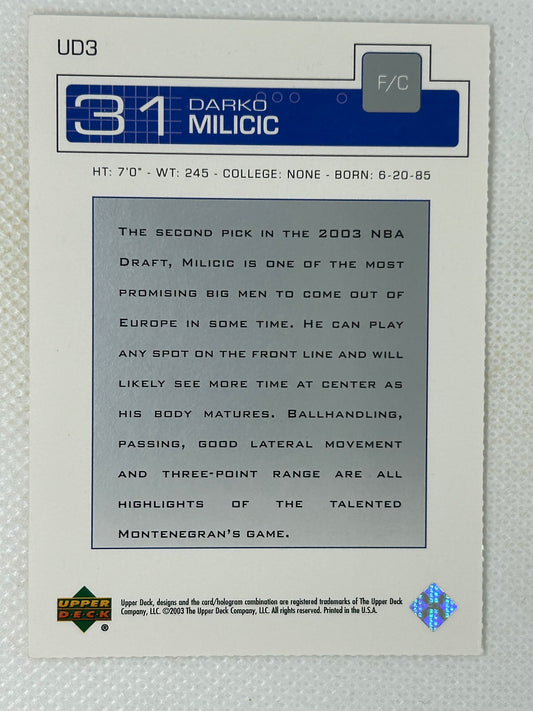 UD3
F/C
31 DARKO
MILICIC
HT: 7'0" - WT: 245 - COLLEGE: NONE - BORN: 6-20-85
THE SECOND PICK IN THE 2003 NBA
DRAFT, MILICIC IS ONE OF THE MOST
PROMISING BIG MEN TO COME OUT OF
EUROPE IN SOME TIME. HE CAN PLAY
ANY SPOT ON THE FRONT LINE AND WILL
LIKELY SEE MORE TIME AT CENTER AS
HIS BODY MATURES. BALLHANDLING,
PASSING, GOOD LATERAL MOVEMENT
AND THREE-POINT RANGE ARE ALL
HIGHLIGHTS OF THE TALENTED
MONTENEGRAN'S GAME.
UPPER
DECK
®
Upper Deck, designs and the card/hologram combination are registered trademarks of The Upper Deck
Company, LLC. ©2003 The Upper Deck Company, LLC. All rights reserved. Printed in the U.S.A.